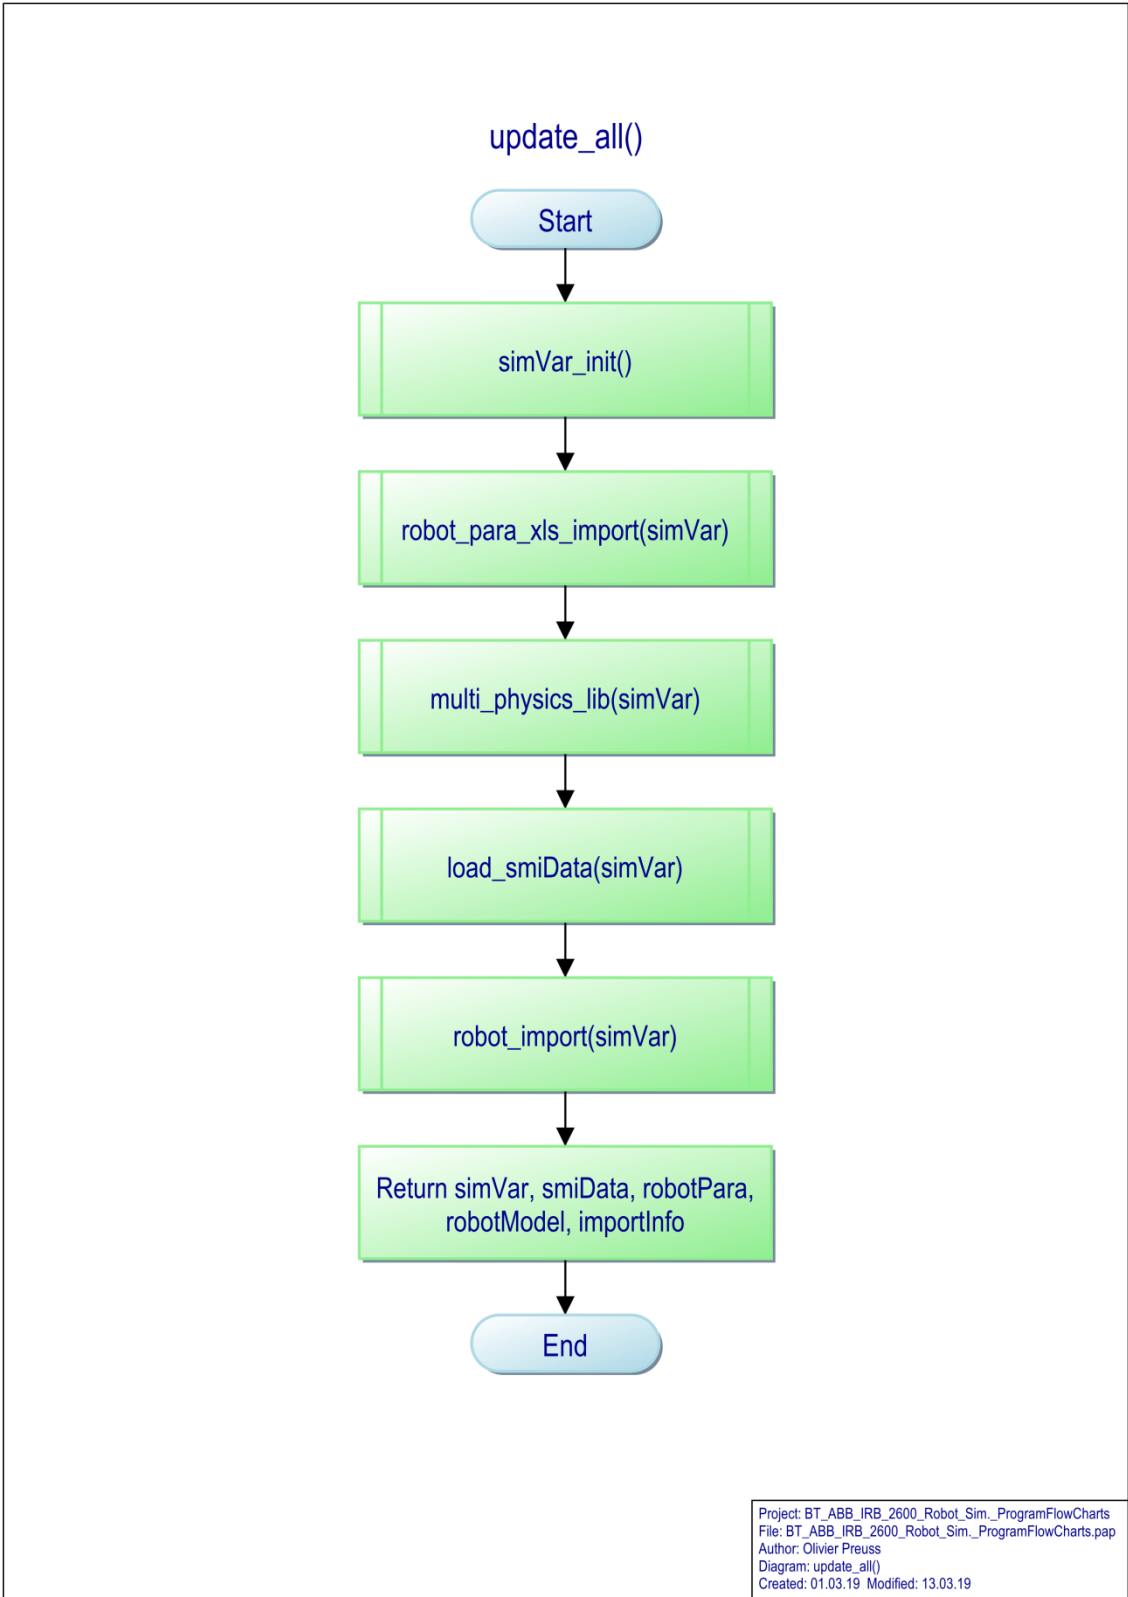 update_all()
Start
simVar_init()
robot_para_xls_import(simVar)
multi_physics_lib(simVar)
load_smiData(simVar)
robot_import(simVar)
Return simVar, smiData, robotPara,
robotModel, importInfo
End
Project: BT_ABB_IRB_2600_Robot_Sim._ProgramFlowCharts
File: BT_ABB_IRB_2600_Robot_Sim._ProgramFlowCharts.pap
Author: Olivier Preuss
Diagram: update_all()
Created: 01.03.19 Modified: 13.03.19